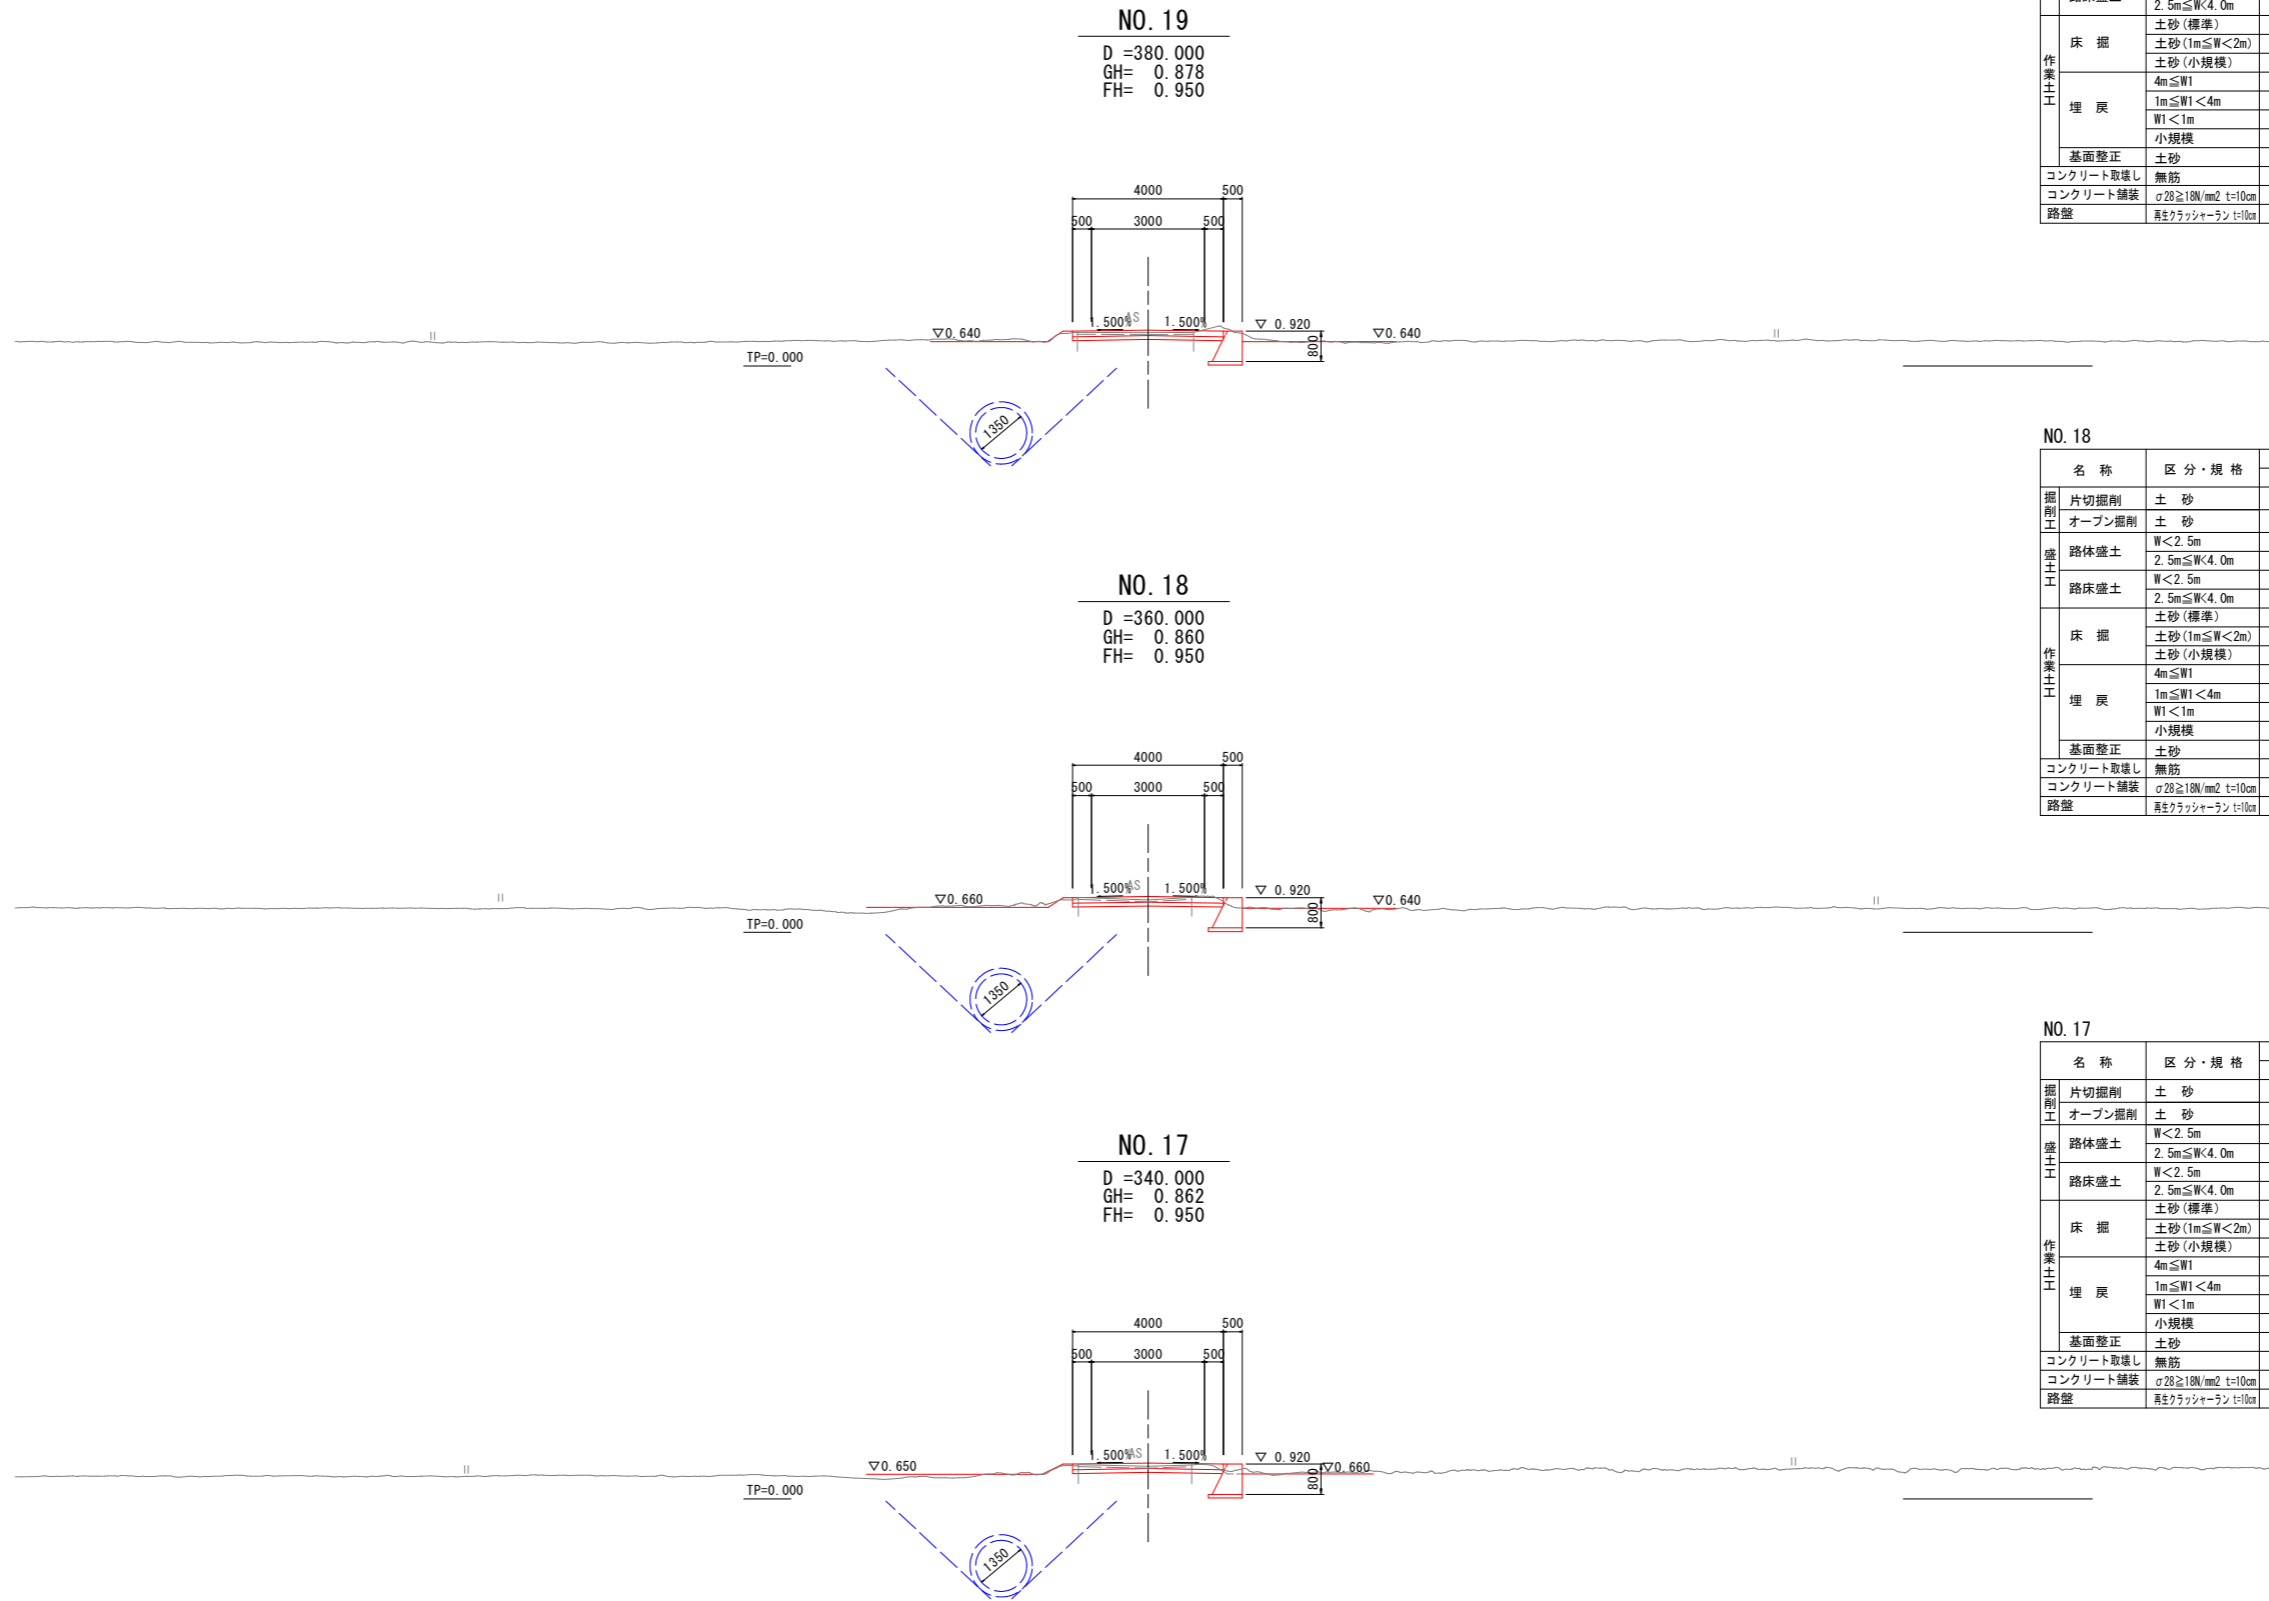 NO. 19
D =380.000
GH= 0.878
FH= 0.950
4000 500
500 3000 500
1.500% AS 1.500%
▽0.640
▽ 0.920
▽0.640
800
TP=0.000
1350
NO. 18
D =360.000
GH= 0.860
FH= 0.950
4000 500
500 3000 500
1.500% AS 1.500%
▽0.660
▽ 0.920
▽0.640
800
TP=0.000
1350
NO. 17
D =340.000
GH= 0.862
FH= 0.950
4000 500
500 3000 500
1.500% AS 1.500%
▽0.650
▽ 0.920
▽0.660
800
TP=0.000
1350
2.5m≦W<4.0m
作業土工
床 掘
土砂(標準)
土砂(1m≦W<2m)
土砂(小規模)
埋 戻
4m≦W1
1m≦W1<4m
W1<1m
小規模
基面整正 土砂
コンクリート取壊し 無筋
コンクリート舗装 σ28≧18N/mm2 t=10cm
路盤 再生クラッシャーラン t=10cm
NO. 18
名 称 区 分・規 格
掘削工
片切掘削 土 砂
オープン掘削 土 砂
盛土工
路体盛土
W<2.5m
2.5m≦W<4.0m
路床盛土
W<2.5m
2.5m≦W<4.0m
作業土工
床 掘
土砂(標準)
土砂(1m≦W<2m)
土砂(小規模)
埋 戻
4m≦W1
1m≦W1<4m
W1<1m
小規模
基面整正 土砂
コンクリート取壊し 無筋
コンクリート舗装 σ28≧18N/mm2 t=10cm
路盤 再生クラッシャーラン t=10cm
NO. 17
名 称 区 分・規 格
掘削工
片切掘削 土 砂
オープン掘削 土 砂
盛土工
路体盛土
W<2.5m
2.5m≦W<4.0m
路床盛土
W<2.5m
2.5m≦W<4.0m
作業土工
床 掘
土砂(標準)
土砂(1m≦W<2m)
土砂(小規模)
埋 戻
4m≦W1
1m≦W1<4m
W1<1m
小規模
基面整正 土砂
コンクリート取壊し 無筋
コンクリート舗装 σ28≧18N/mm2 t=10cm
路盤 再生クラッシャーラン t=10cm